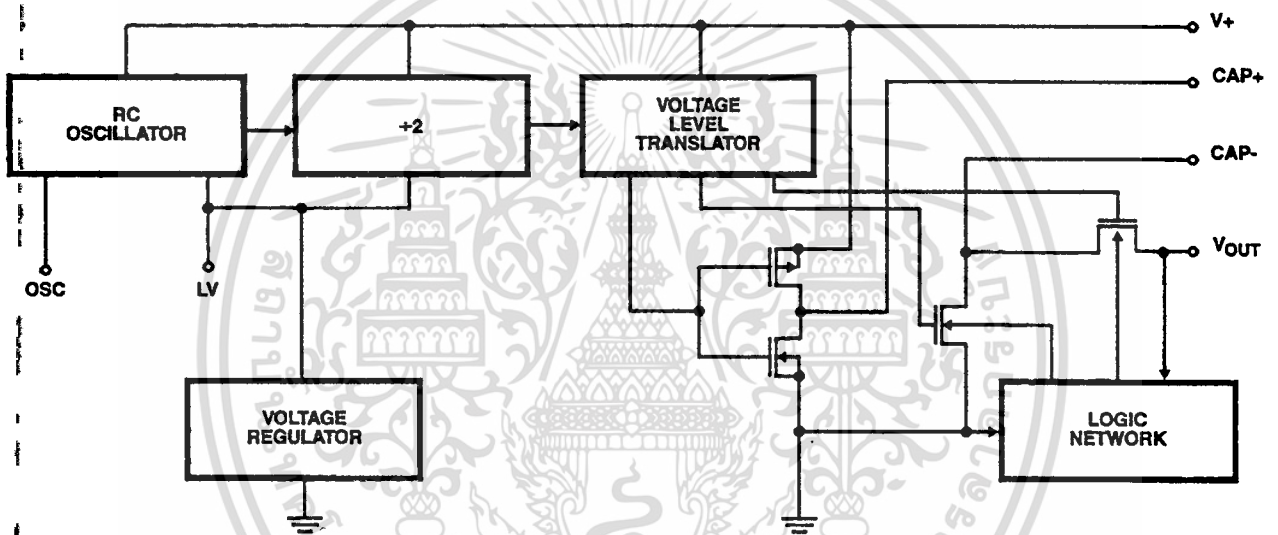 V+
CAP+
RC
OSCILLATOR
÷2
VOLTAGE
LEVEL
TRANSLATOR
CAP-
VOUT
OSC
LV
VOLTAGE
REGULATOR
LOGIC
NETWORK